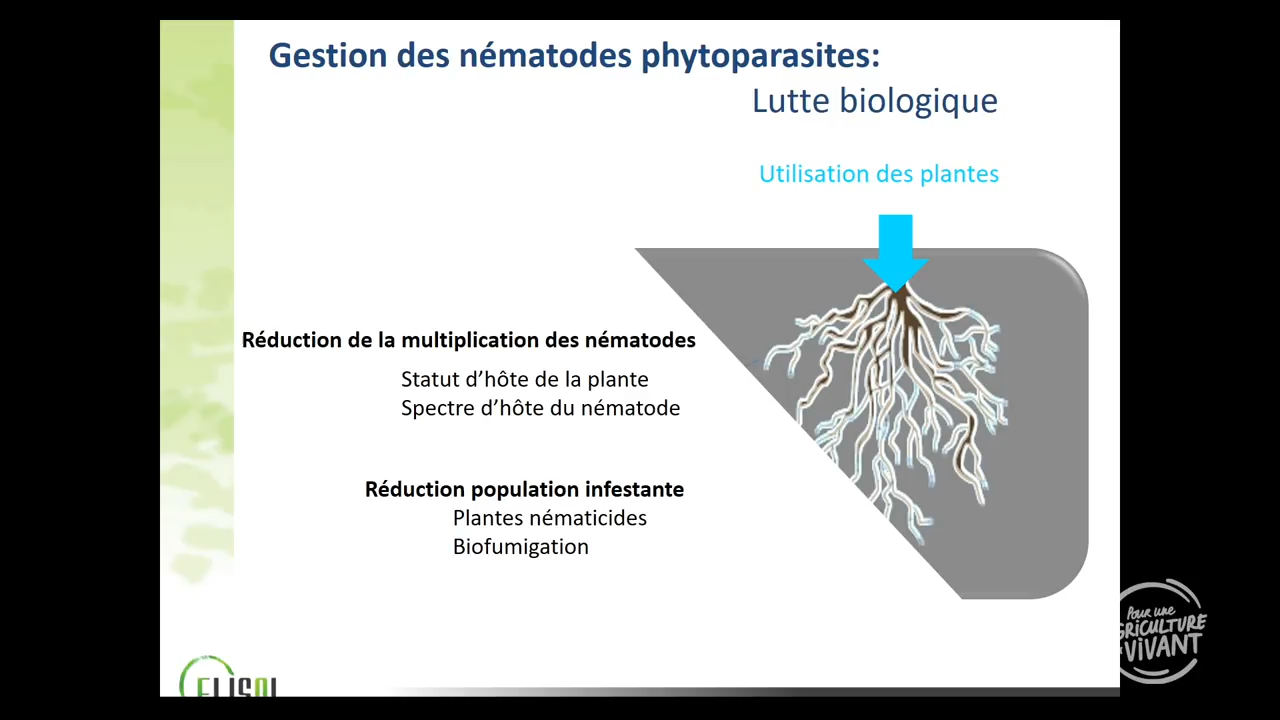 Gestion des nématodes phytoparasites:
Lutte biologique
Utilisation des plantes
Réduction de la multiplication des nématodes
Statut d'hôte de la plante
Spectre d'hôte du nématode
Réduction population infestante
Plantes nématicides
Biofumigation
ELISOL
POUR UNE
AGRICULTURE
VIVANT